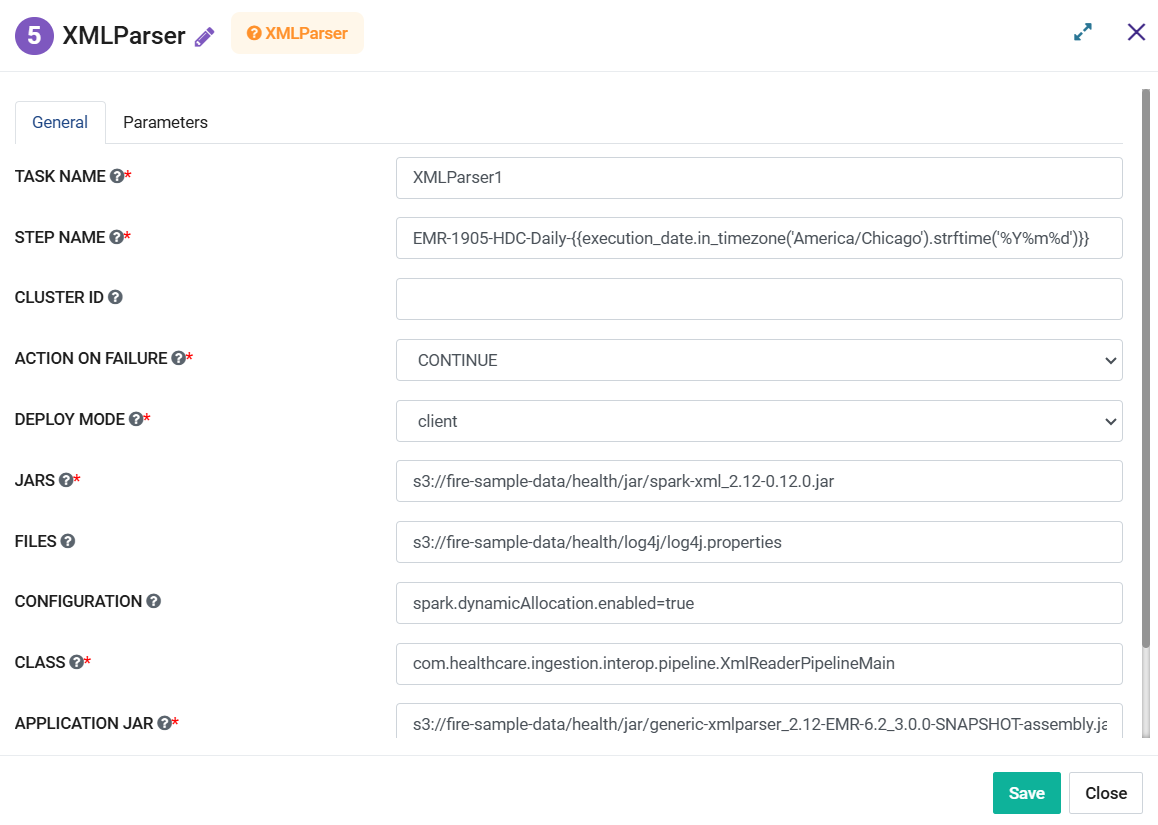 5 XMLParser XMLParser
General Parameters
TASK NAME * XMLParser1
STEP NAME * EMR-1905-HDC-Daily-{{execution_date.in_timezone('America/Chicago').strftime('%Y%m%d')}}
CLUSTER ID
ACTION ON FAILURE * CONTINUE
DEPLOY MODE * client
JARS * s3://fire-sample-data/health/jar/spark-xml_2.12-0.12.0.jar
FILES s3://fire-sample-data/health/log4j/log4j.properties
CONFIGURATION spark.dynamicAllocation.enabled=true
CLASS * com.healthcare.ingestion.interop.pipeline.XmlReaderPipelineMain
APPLICATION JAR * s3://fire-sample-data/health/jar/generic-xmlparser_2.12-EMR-6.2_3.0.0-SNAPSHOT-assembly.ja
Save Close